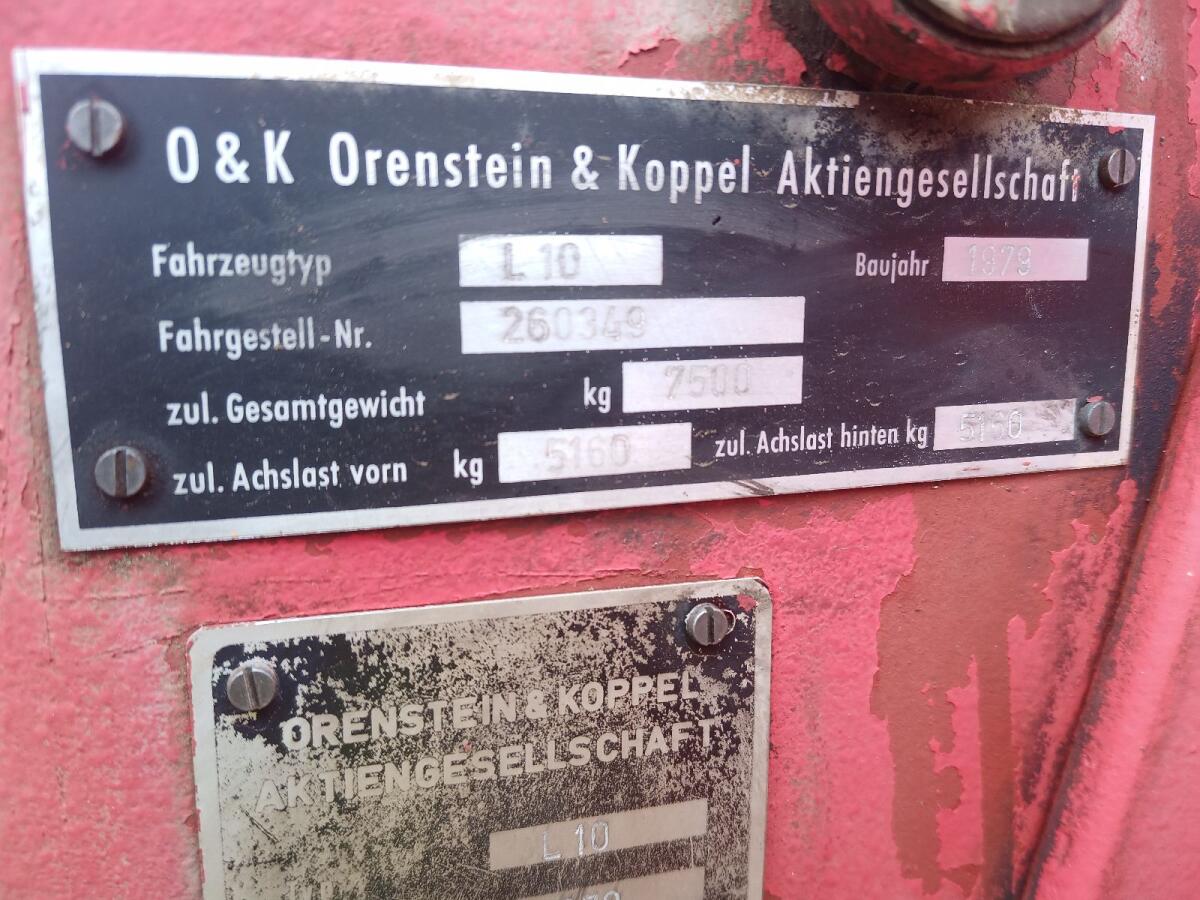 O & K Orenstein & Koppel Aktiengesellschaft
Fahrzeugtyp L 10 Baujahr 1979
Fahrgestell-Nr. 260349
zul. Gesamtgewicht kg 7500
zul. Achslast vorn kg 5160 zul. Achslast hinten kg 5160
ORENSTEIN & KOPPEL
AKTIENGESELLSCHAFT
L 10